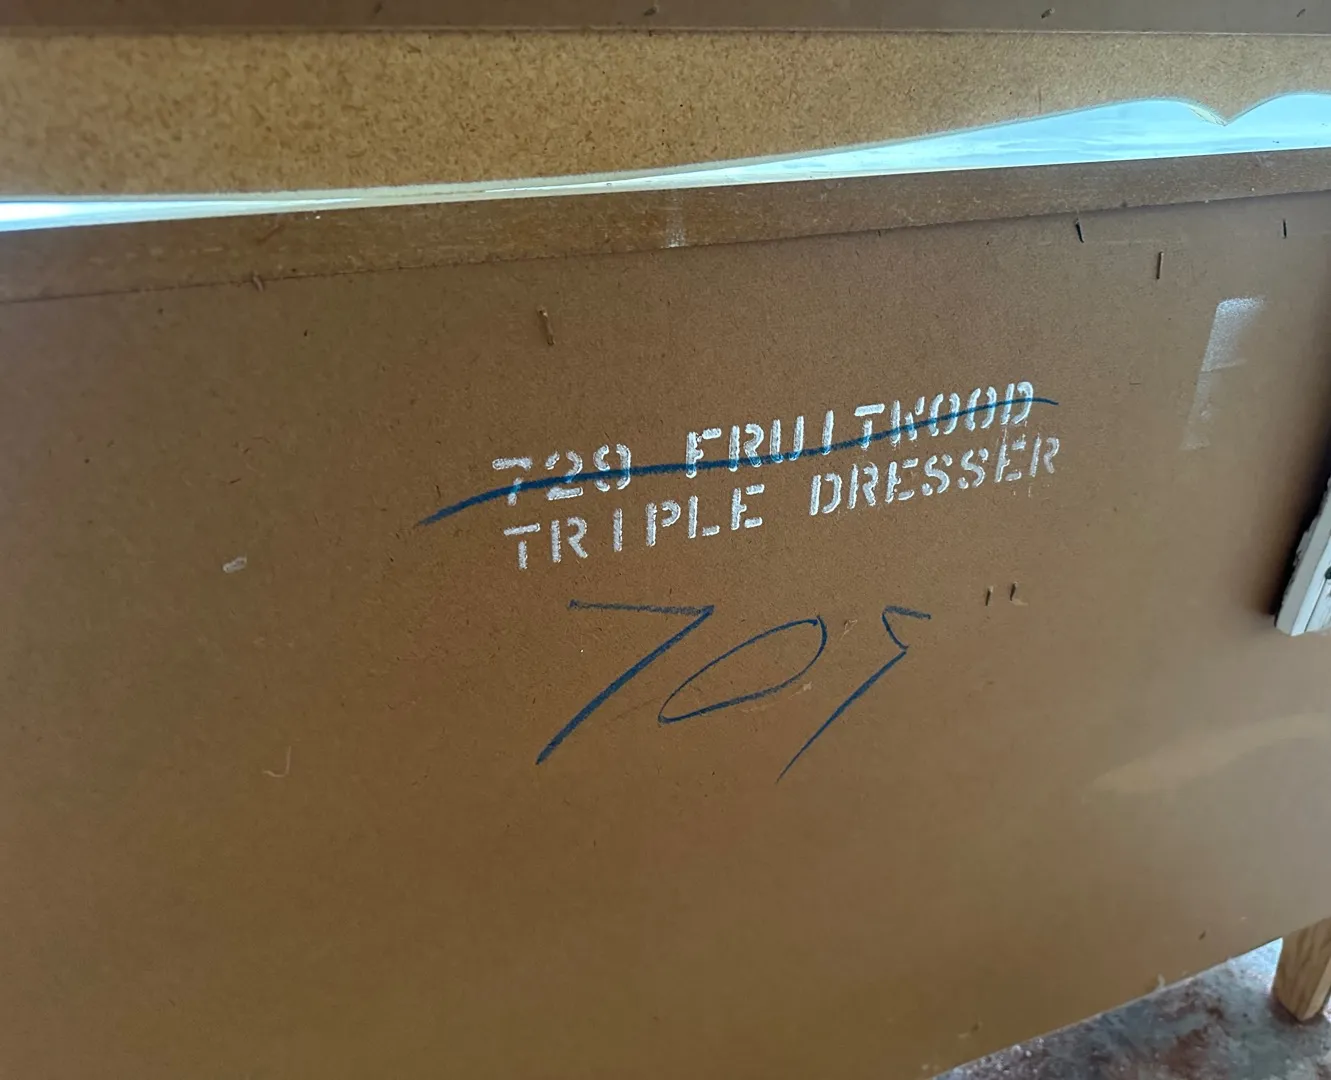 729 FRUITWOOD
TRIPLE DRESSER
705